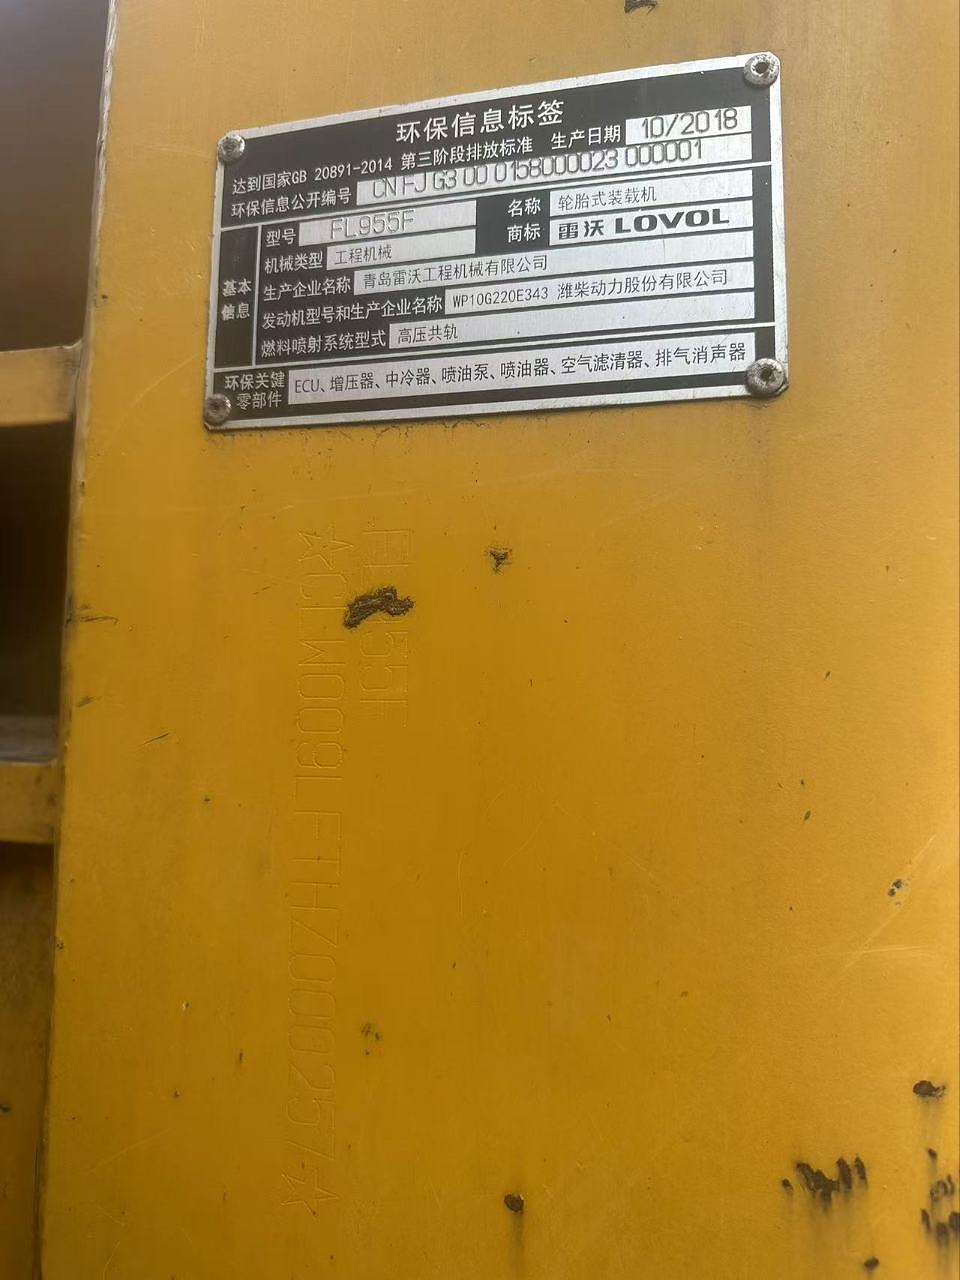 环保信息标签
达到国家GB 20891-2014 第三阶段排放标准 生产日期 10/2018
环保信息公开编号 CN FJ G3 00 0158000023 000001
基本信息
型号 FL955F 名称 轮胎式装载机
机械类型 工程机械 商标 雷沃 LOVOL
生产企业名称 青岛雷沃工程机械有限公司
发动机型号和生产企业名称 WP10G220E343 潍柴动力股份有限公司
燃料喷射系统型式 高压共轨
环保关键零部件 ECU、增压器、中冷器、喷油泵、喷油器、空气滤清器、排气消声器